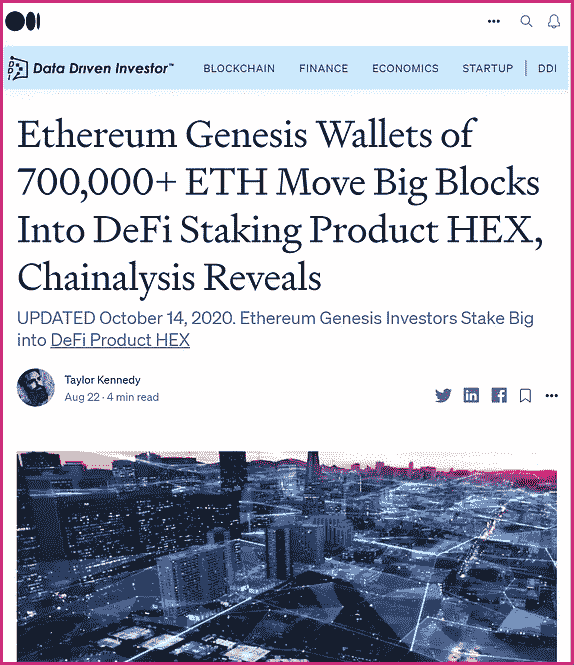 DDI
Data Driven Investor™
BLOCKCHAIN FINANCE ECONOMICS STARTUP DDI
Ethereum Genesis Wallets of
700,000+ ETH Move Big Blocks
Into DeFi Staking Product HEX,
Chainalysis Reveals
UPDATED October 14, 2020. Ethereum Genesis Investors Stake Big
into DeFi Product HEX
Taylor Kennedy
Aug 22 · 4 min read